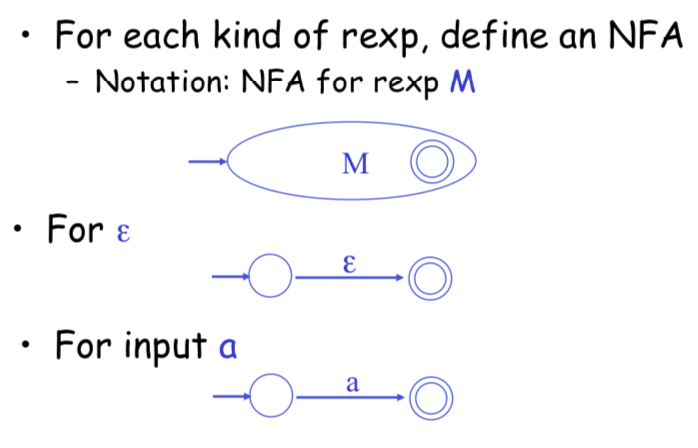 • For each kind of rexp, define an NFA
– Notation: NFA for rexp M
M
• For ε
ε
• For input a
a